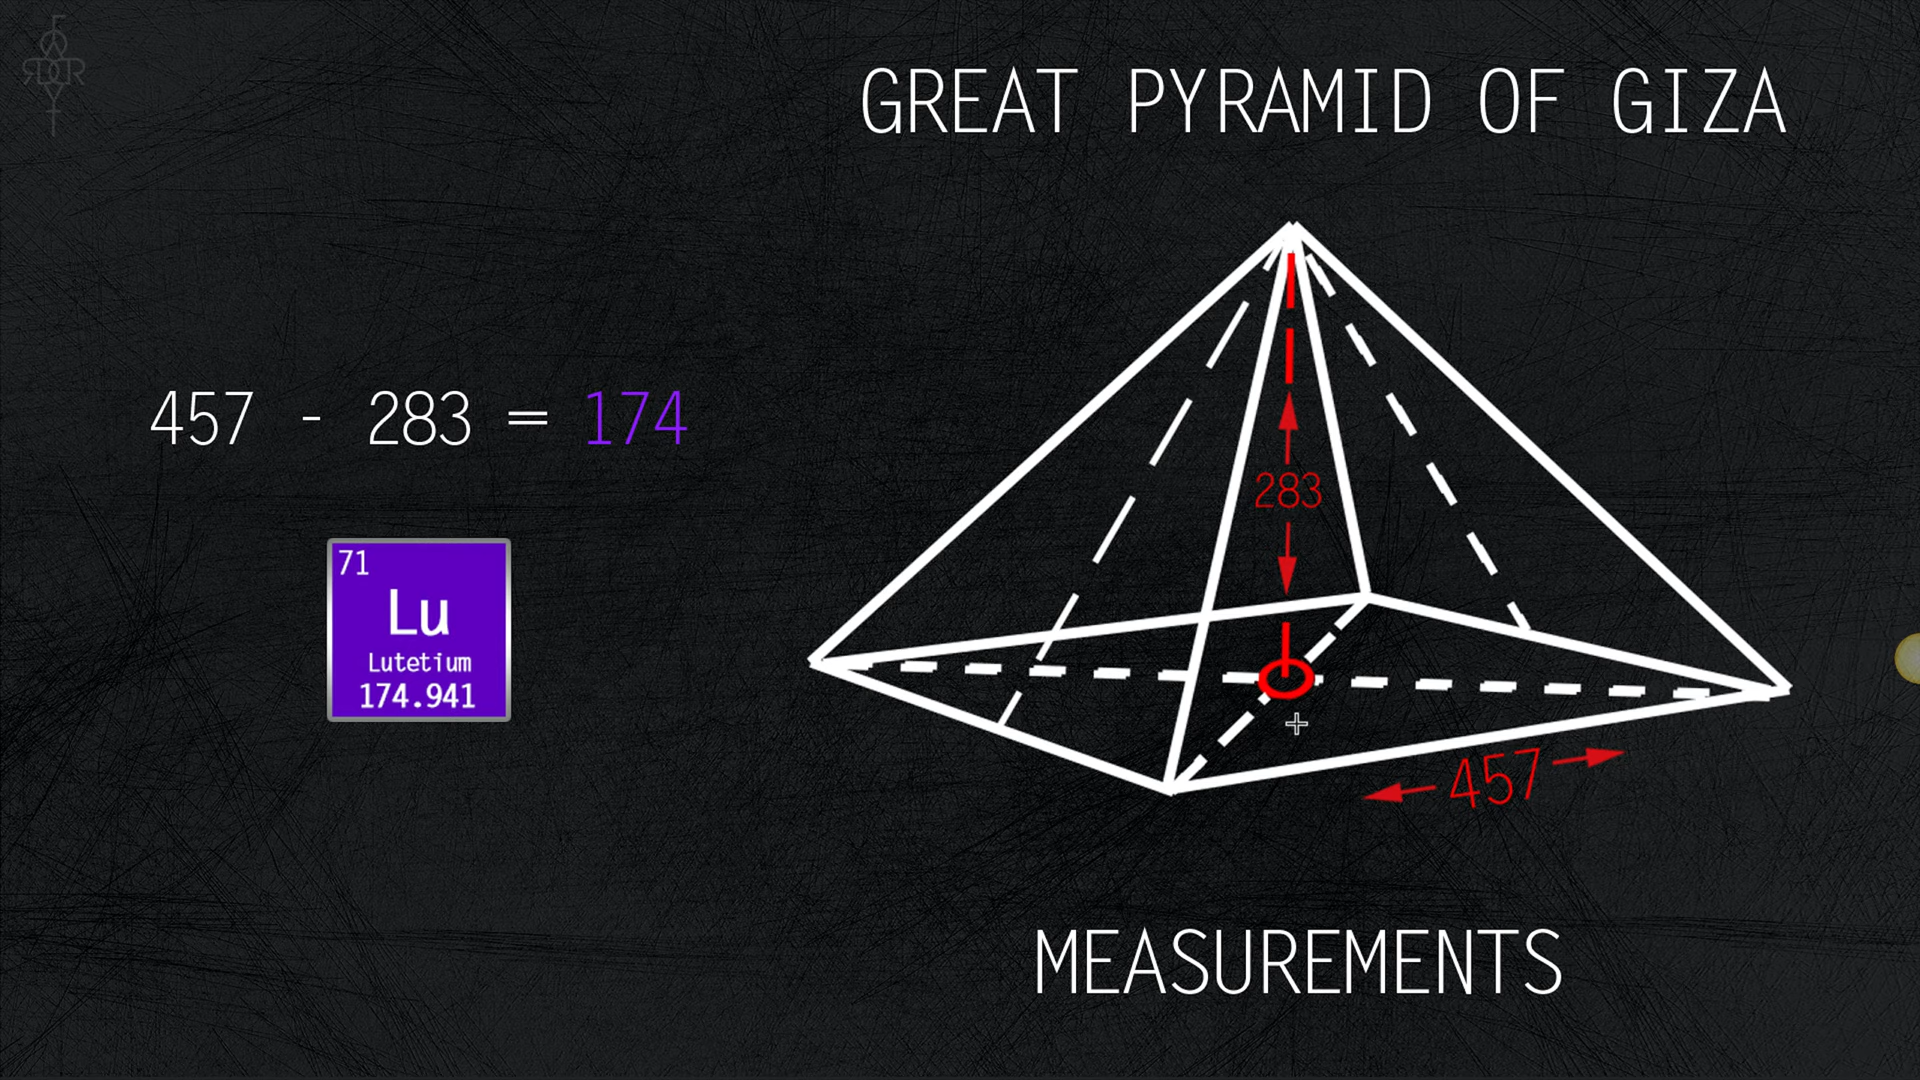 GREAT PYRAMID OF GIZA
457 - 283 = 174
283
71
Lu
Lutetium
174.941
457
MEASUREMENTS